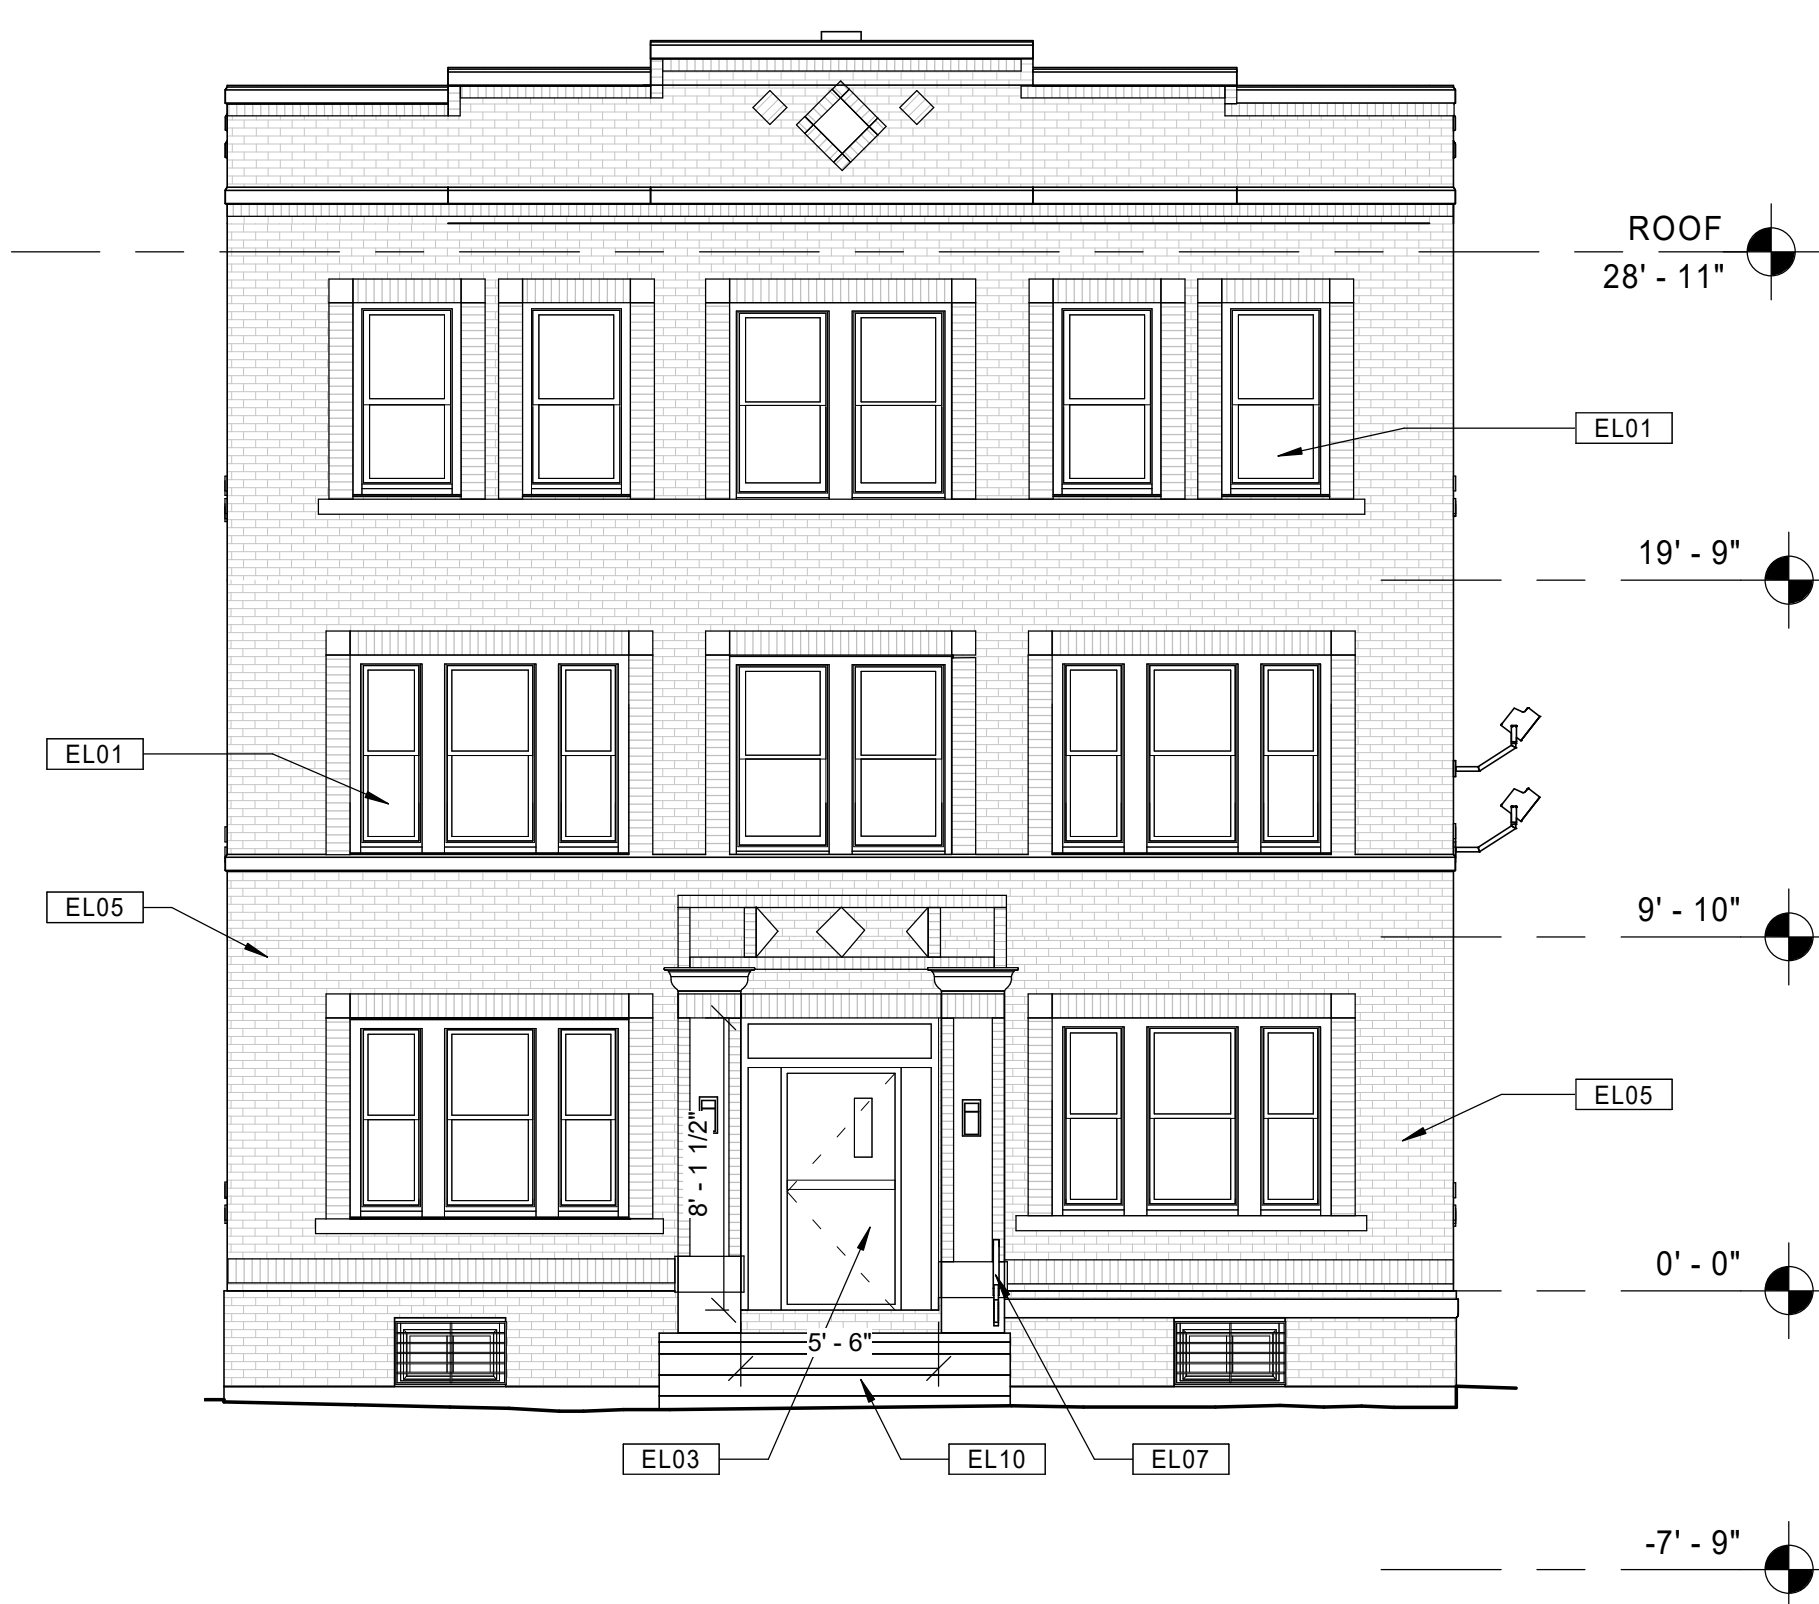 ROOF
28' - 11"
EL01
19' - 9"
EL01
EL05
9' - 10"
EL05
8' - 1 1/2"
0' - 0"
5' - 6"
EL03
EL10
EL07
-7' - 9"